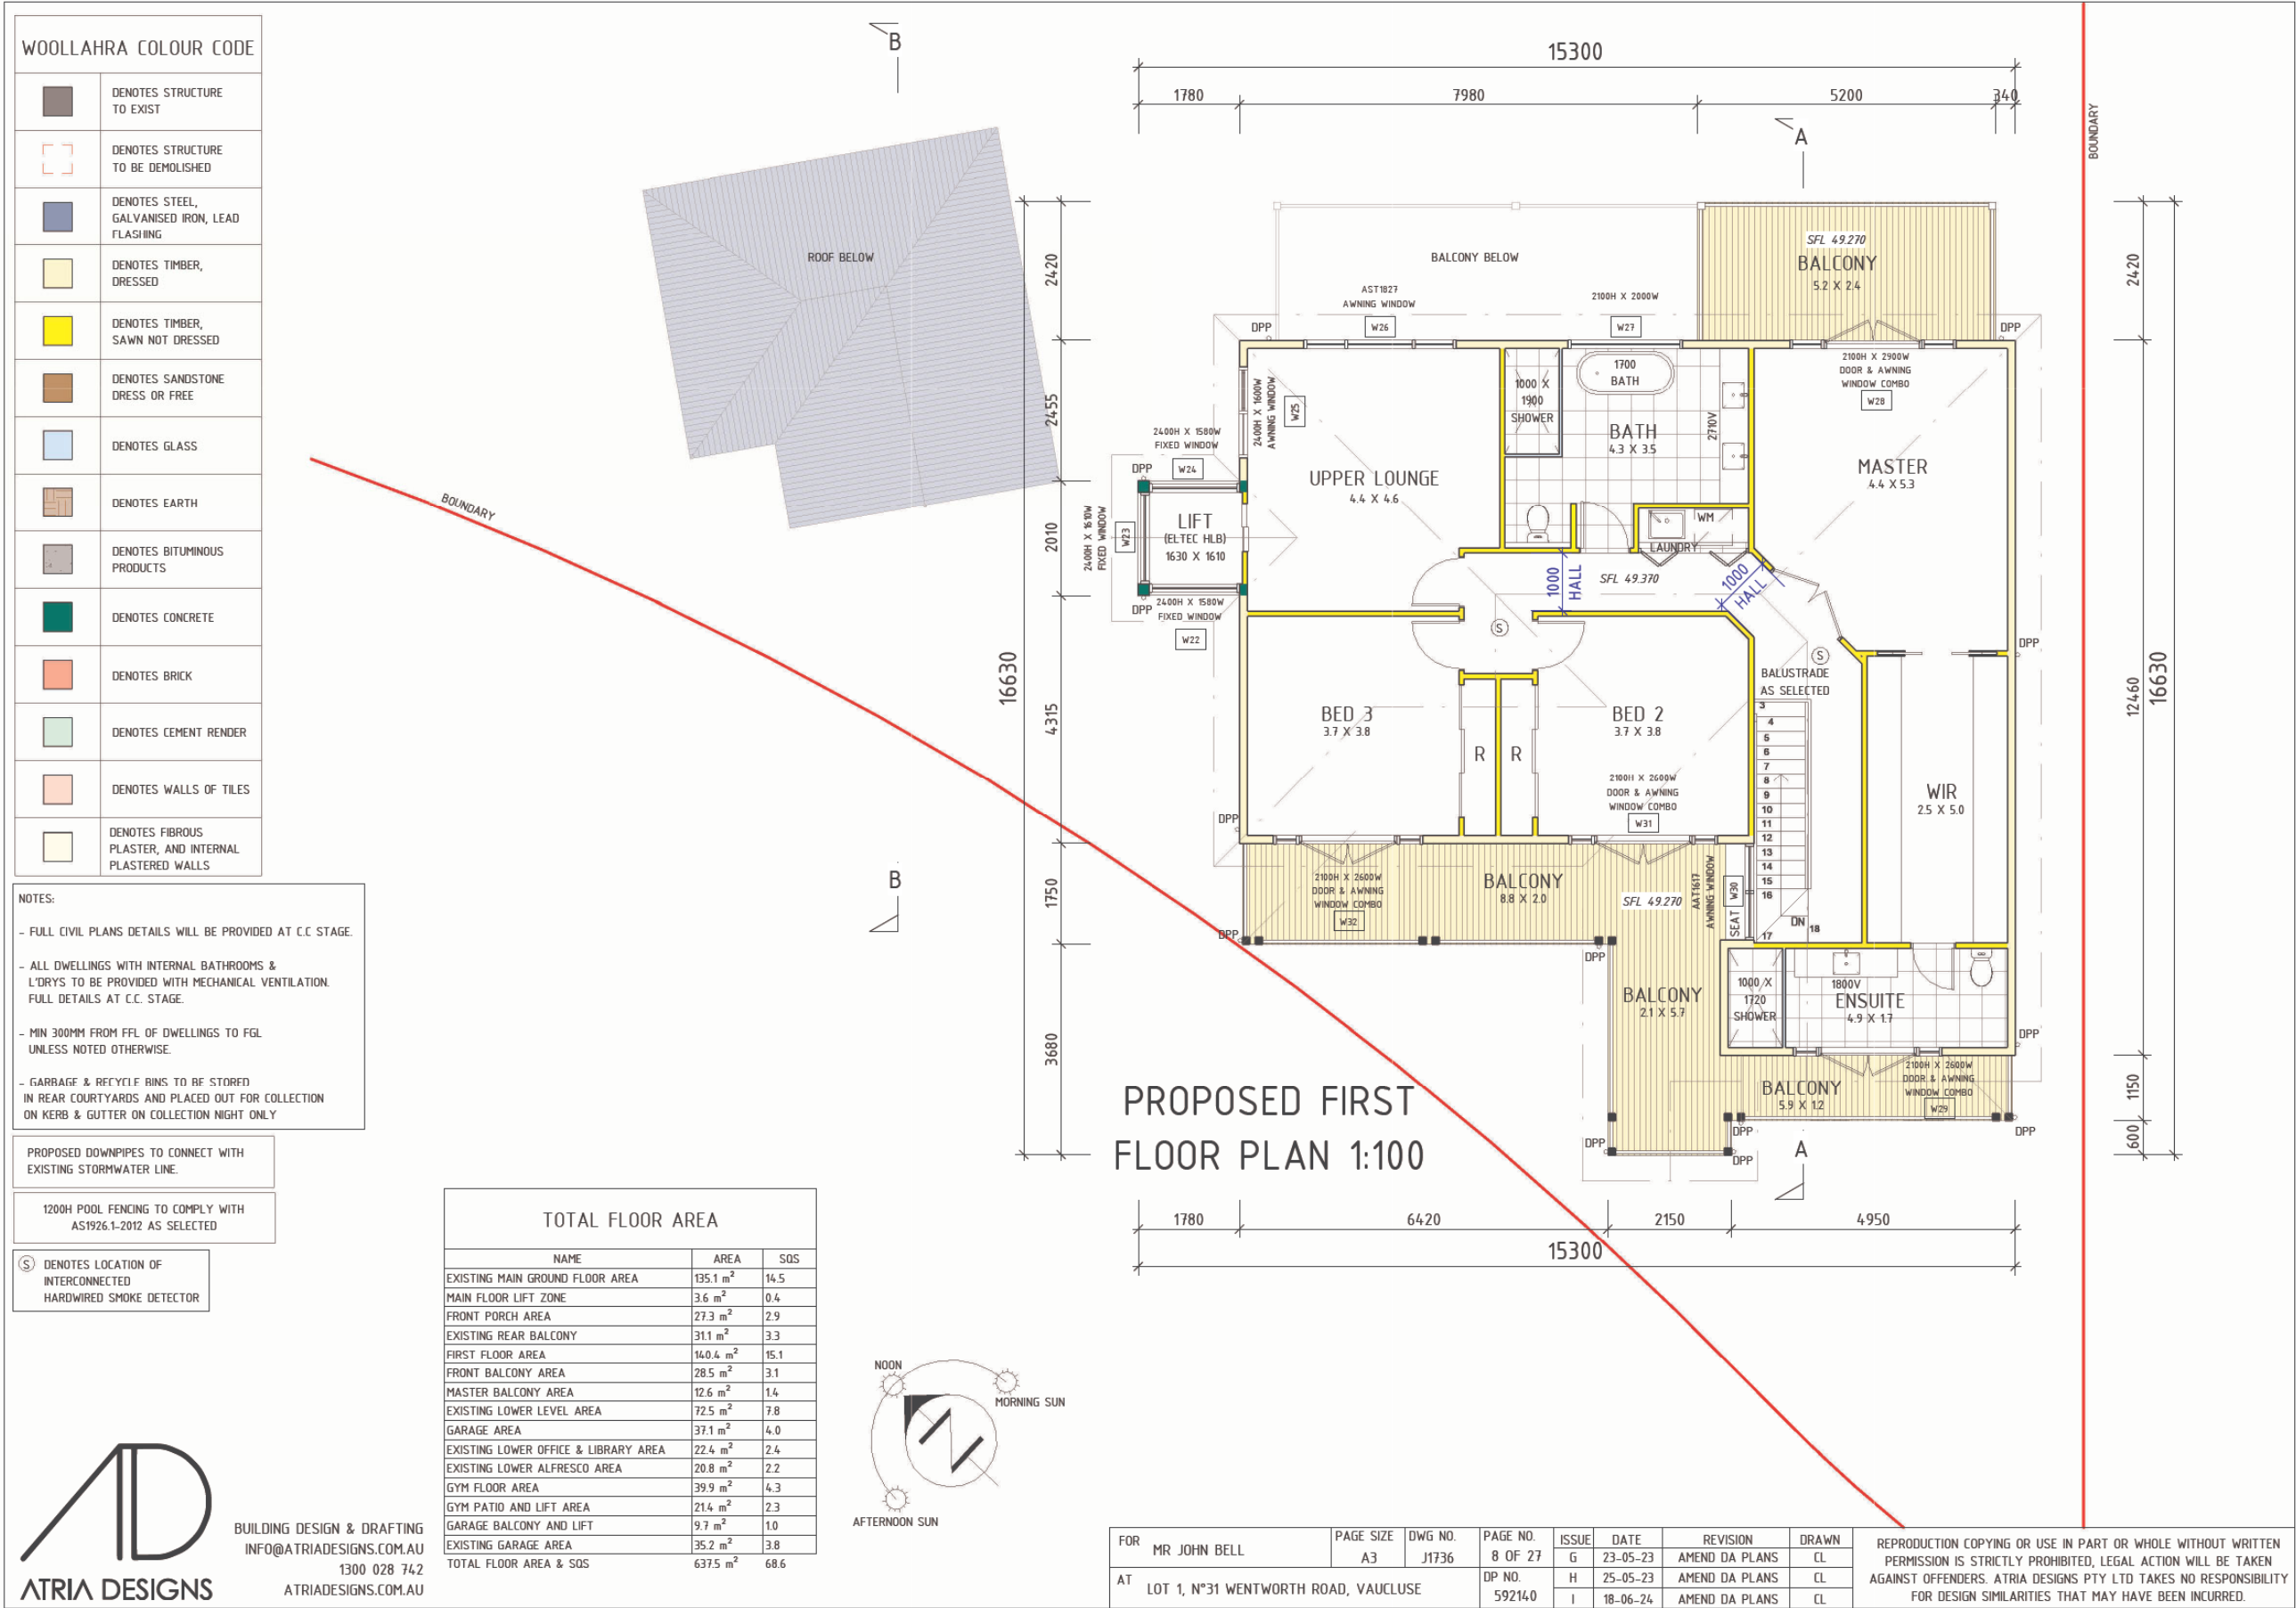 WOOLLAHRA COLOUR CODE
DENOTES STRUCTURE
TO EXIST
DENOTES STRUCTURE
TO BE DEMOLISHED
DENOTES STEEL,
GALVANISED IRON, LEAD
FLASHING
DENOTES TIMBER,
DRESSED
DENOTES TIMBER,
SAWN NOT DRESSED
DENOTES SANDSTONE
DRESS OR FREE
DENOTES GLASS
DENOTES EARTH
DENOTES BITUMINOUS
PRODUCTS
DENOTES CONCRETE
DENOTES BRICK
DENOTES CEMENT RENDER
DENOTES WALLS OF TILES
DENOTES FIBROUS
PLASTER, AND INTERNAL
PLASTERED WALLS
NOTES:
- FULL CIVIL PLANS DETAILS WILL BE PROVIDED AT C.C STAGE.
- ALL DWELLINGS WITH INTERNAL BATHROOMS &
L'DRYS TO BE PROVIDED WITH MECHANICAL VENTILATION.
FULL DETAILS AT C.C. STAGE.
- MIN 300MM FROM FFL OF DWELLINGS TO FGL
UNLESS NOTED OTHERWISE.
- GARBAGE & RECYCLE BINS TO BE STORED
IN REAR COURTYARDS AND PLACED OUT FOR COLLECTION
ON KERB & GUTTER ON COLLECTION NIGHT ONLY
PROPOSED DOWNPIPES TO CONNECT WITH
EXISTING STORMWATER LINE.
1200H POOL FENCING TO COMPLY WITH
AS1926.1-2012 AS SELECTED
S DENOTES LOCATION OF
INTERCONNECTED
HARDWIRED SMOKE DETECTOR
B
15300
1780 7980 5200 340
A
BOUNDARY
ROOF BELOW
BOUNDARY
B
16630
2420
2455
2010
4315
1750
3680
2420
12460
16630
1150
600
BALCONY BELOW
SFL 49.270
BALCONY
5.2 X 2.4
AST1827
AWNING WINDOW
W26
2100H X 2000W
W27
DPP
DPP
2100H X 2900W
DOOR & AWNING
WINDOW COMBO
W28
2400H X 1600W
AWNING WINDOW
W25
1000 X
1900
SHOWER
1700
BATH
BATH
4.3 X 3.5
2710V
MASTER
4.4 X 5.3
UPPER LOUNGE
4.4 X 4.6
2400H X 1580W
FIXED WINDOW
W24
DPP
2400H X 1610W
FIXED WINDOW
W23
LIFT
(ELTEC HLB)
1630 X 1610
DPP
2400H X 1580W
FIXED WINDOW
W22
WM
LAUNDRY
1000
HALL
SFL 49.370
1000
HALL
S
S
DPP
BALUSTRADE
AS SELECTED
BED 3
3.7 X 3.8
BED 2
3.7 X 3.8
R
R
2100H X 2600W
DOOR & AWNING
WINDOW COMBO
W31
3
4
5
6
7
8
9
10
11
12
13
14
15
16
17
18
DN
WIR
2.5 X 5.0
DPP
2100H X 2600W
DOOR & AWNING
WINDOW COMBO
W32
BALCONY
8.8 X 2.0
SFL 49.270
AAT1617
AWNING WINDOW
SEAT
W30
DPP
DPP
BALCONY
2.1 X 5.7
1000 X
1720
SHOWER
1800V
ENSUITE
4.9 X 1.7
DPP
BALCONY
5.9 X 1.2
2100H X 2600W
DOOR & AWNING
WINDOW COMBO
W29
DPP
DPP
DPP
DPP
A
PROPOSED FIRST
FLOOR PLAN 1:100
1780 6420 2150 4950
15300
TOTAL FLOOR AREA
NAME AREA SQS
EXISTING MAIN GROUND FLOOR AREA 135.1 m² 14.5
MAIN FLOOR LIFT ZONE 3.6 m² 0.4
FRONT PORCH AREA 27.3 m² 2.9
EXISTING REAR BALCONY 31.1 m² 3.3
FIRST FLOOR AREA 140.4 m² 15.1
FRONT BALCONY AREA 28.5 m² 3.1
MASTER BALCONY AREA 12.6 m² 1.4
EXISTING LOWER LEVEL AREA 72.5 m² 7.8
GARAGE AREA 37.1 m² 4.0
EXISTING LOWER OFFICE & LIBRARY AREA 22.4 m² 2.4
EXISTING LOWER ALFRESCO AREA 20.8 m² 2.2
GYM FLOOR AREA 39.9 m² 4.3
GYM PATIO AND LIFT AREA 21.4 m² 2.3
GARAGE BALCONY AND LIFT 9.7 m² 1.0
EXISTING GARAGE AREA 35.2 m² 3.8
TOTAL FLOOR AREA & SQS 637.5 m² 68.6
NOON
MORNING SUN
AFTERNOON SUN
N
AD
ATRIA DESIGNS
BUILDING DESIGN & DRAFTING
INFO@ATRIADESIGNS.COM.AU
1300 028 742
ATRIADESIGNS.COM.AU
FOR MR JOHN BELL
AT LOT 1, N°31 WENTWORTH ROAD, VAUCLUSE
PAGE SIZE
A3
DWG NO.
J1736
PAGE NO.
8 OF 27
DP NO.
592140
ISSUE DATE REVISION DRAWN
G 23-05-23 AMEND DA PLANS CL
H 25-05-23 AMEND DA PLANS CL
I 18-06-24 AMEND DA PLANS CL
REPRODUCTION COPYING OR USE IN PART OR WHOLE WITHOUT WRITTEN
PERMISSION IS STRICTLY PROHIBITED, LEGAL ACTION WILL BE TAKEN
AGAINST OFFENDERS. ATRIA DESIGNS PTY LTD TAKES NO RESPONSIBILITY
FOR DESIGN SIMILARITIES THAT MAY HAVE BEEN INCURRED.